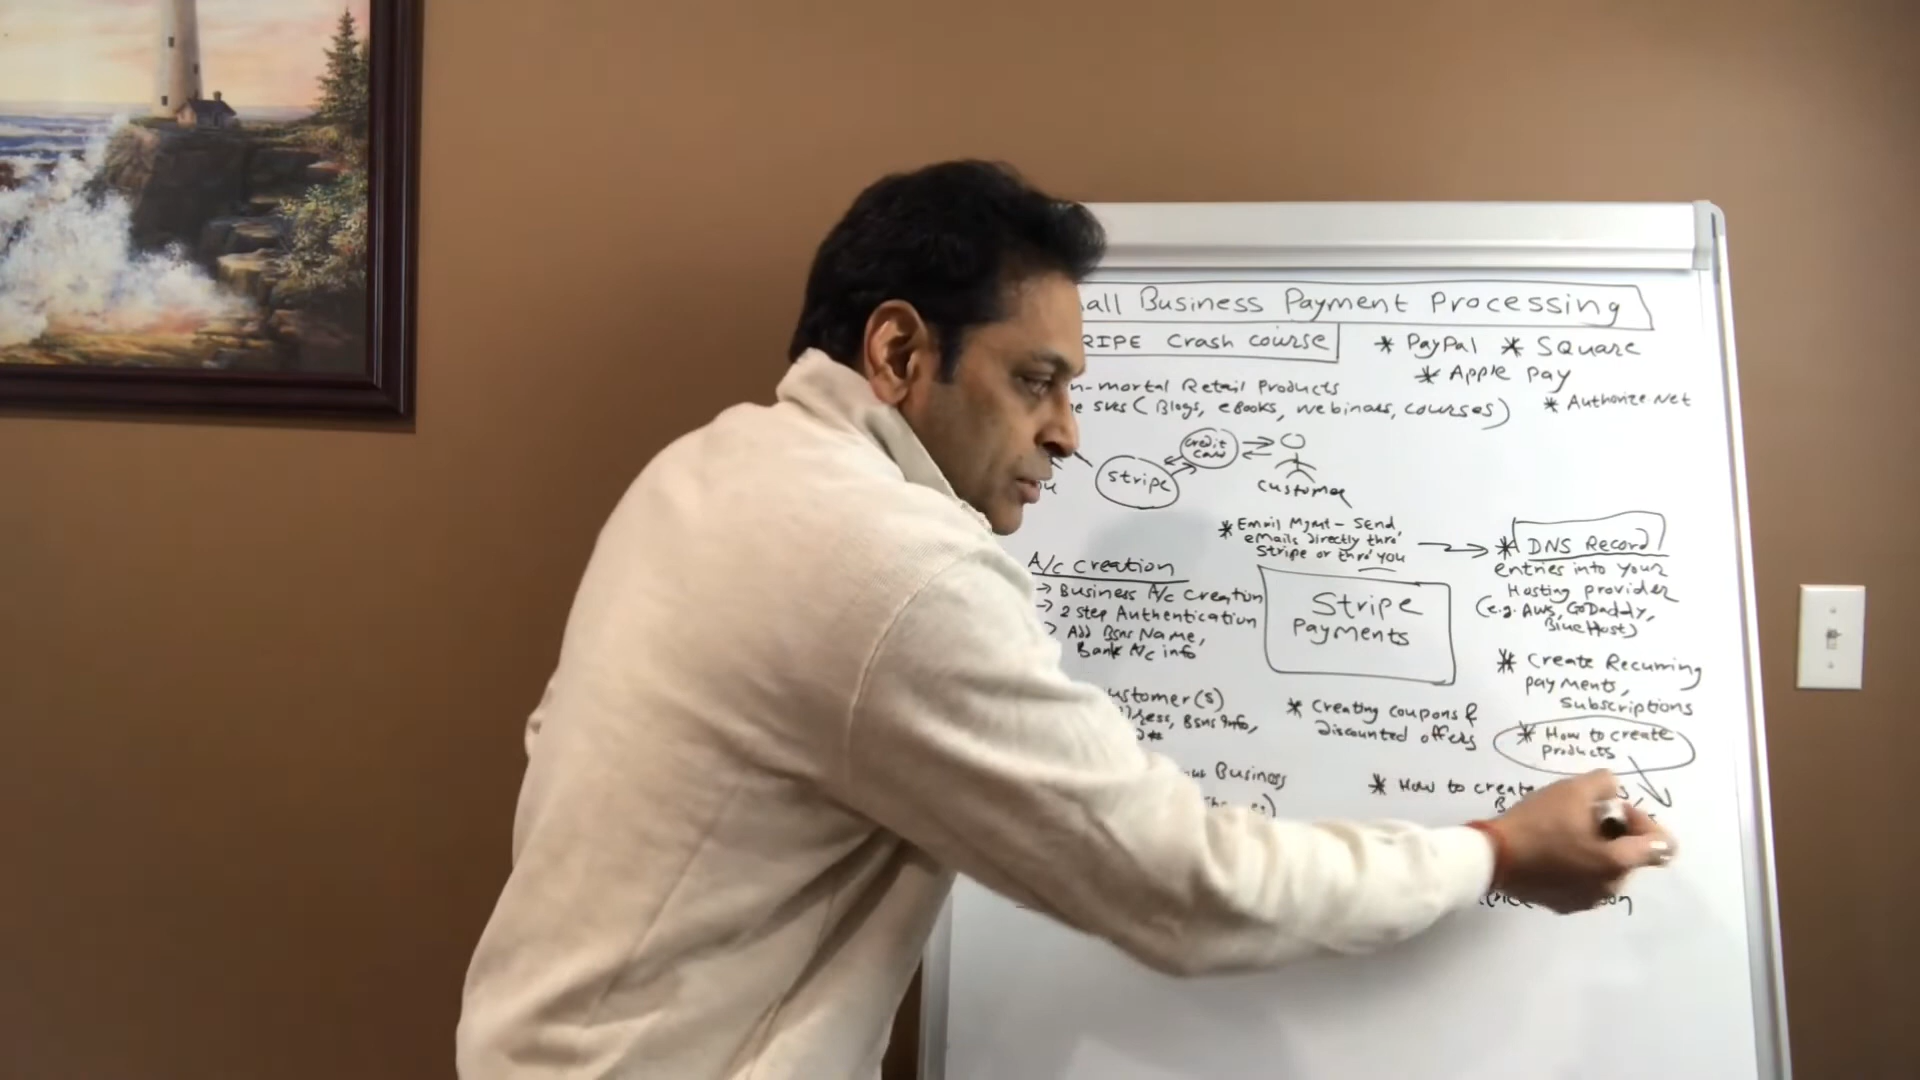 all Business Payment Processing
RIPE Crash Course
* PayPal * Square
* Apple Pay
* Authorize.Net
n-mortal Retail Products
e svcs ( Blogs, eBooks, webinars, courses )
credit
card
stripe
customer
* Email Mgmt - Send
emails directly thro'
Stripe or thro' you
* DNS Record
entries into your
Hosting provider
(e.g. AWS, GoDaddy,
BlueHost)
A/c Creation
→ Business A/c Creation
→ 2 step Authentication
→ Add Bsns Name,
Bank A/c info
Stripe
Payments
* Create Recurring
payments,
Subscriptions
ustomer(s)
ress, Bsns Info,
* Creating coupons &
discounted offers
* How to create
products
Business
* How to create